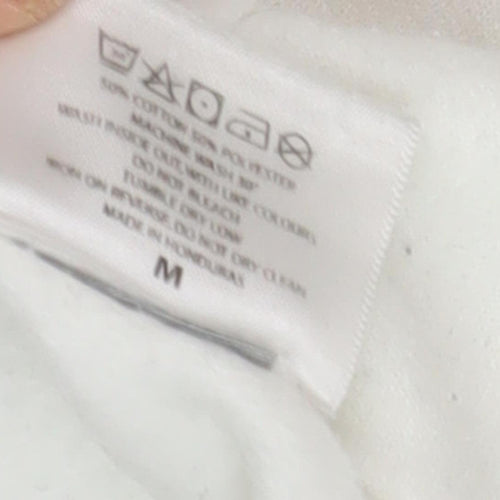 50% COTTON 50% POLYESTER
MACHINE WASH 30°
WASH INSIDE OUT, WITH LIKE COLOURS
DO NOT BLEACH
TUMBLE DRY LOW
IRON ON REVERSE. DO NOT DRY CLEAN
MADE IN HONDURAS
M